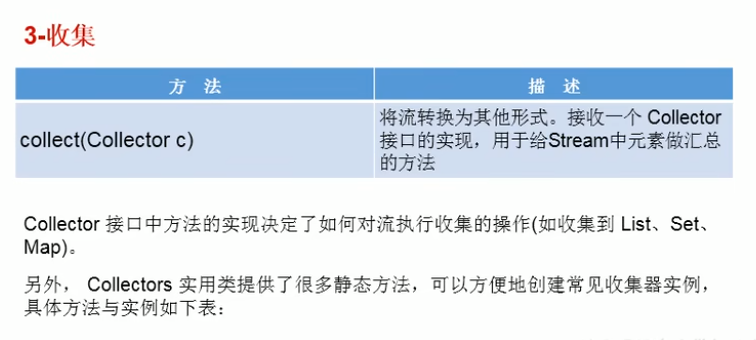 3-收集
方 法
描 述
collect(Collector c)
将流转换为其他形式。接收一个 Collector
接口的实现，用于给Stream中元素做汇总
的方法
Collector 接口中方法的实现决定了如何对流执行收集的操作(如收集到 List、Set、
Map)。
另外， Collectors 实用类提供了很多静态方法，可以方便地创建常见收集器实例，
具体方法与实例如下表：